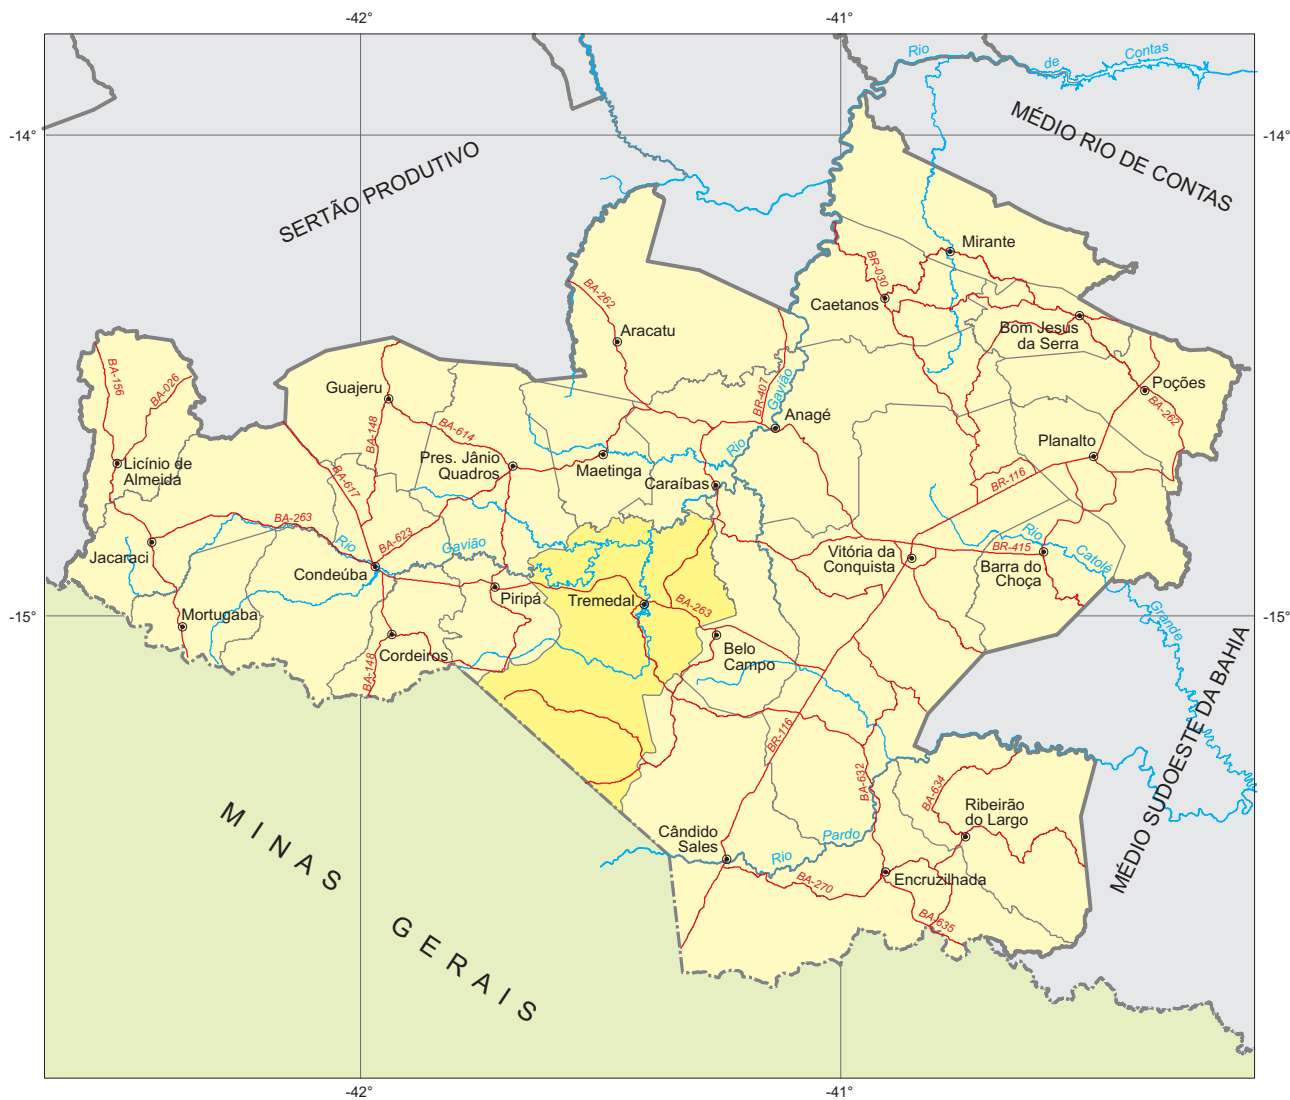 -42°
-41°
Rio
de
Contas
-14°
-14°
MÉDIO RIO DE CONTAS
SERTÃO PRODUTIVO
Mirante
BR-030
Caetanos
BA-262
Aracatu
Bom Jesus
da Serra
BA-156
BA-026
Guajeru
BR-407
Gavião
Poções
BA-262
Anagé
BA-148
BA-614
Rio
Planalto
Licínio de
Almeida
Pres. Jânio
Quadros
Maetinga
Caraíbas
BR-116
BA-617
BA-263
Rio
BA-623
Gavião
Jacaraci
Condeúba
Vitória da
Conquista
BR-415
Rio
Catolé
Barra do
Choça
Piripá
Tremedal
BA-263
Grande
-15°
-15°
Mortugaba
Belo
Campo
Cordeiros
BA-148
MÉDIO SUDOESTE DA BAHIA
BR-116
BA-632
BA-634
Ribeirão
do Largo
Cândido
Sales
Rio
Pardo
BA-270
Encruzilhada
BA-635
MINAS GERAIS
-42°
-41°